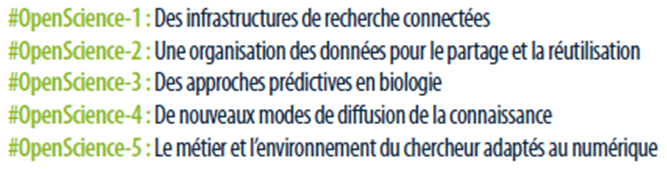 #OpenScience-1 : Des infrastructures de recherche connectées
#OpenScience-2 : Une organisation des données pour le partage et la réutilisation
#OpenScience-3 : Des approches prédictives en biologie
#OpenScience-4 : De nouveaux modes de diffusion de la connaissance
#OpenScience-5 : Le métier et l'environnement du chercheur adaptés au numérique